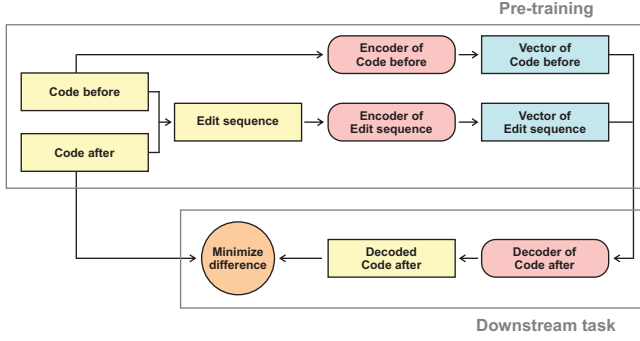 Pre-training
Encoder of
Code before
Vector of
Code before
Code before
Edit sequence
Encoder of
Edit sequence
Vector of
Edit sequence
Code after
Minimize
difference
Decoded
Code after
Decoder of
Code after
Downstream task